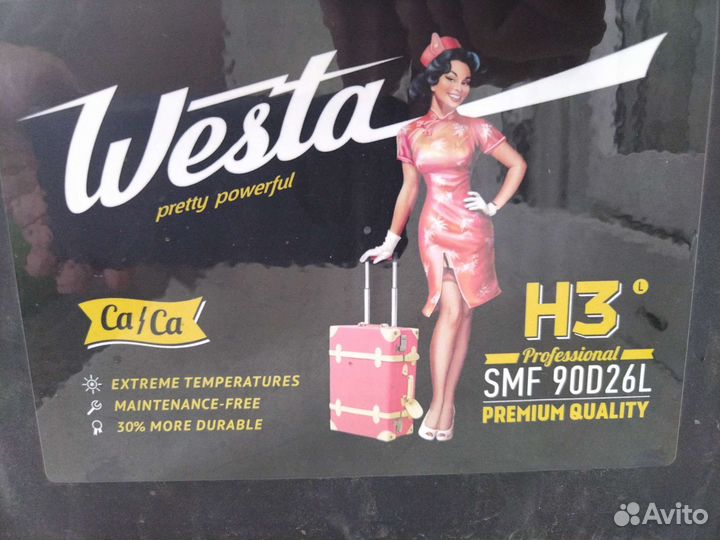 Westa
pretty powerful
Ca/Ca
EXTREME TEMPERATURES
MAINTENANCE-FREE
30% MORE DURABLE
H3 L
Professional
SMF 90D26L
PREMIUM QUALITY
Avito